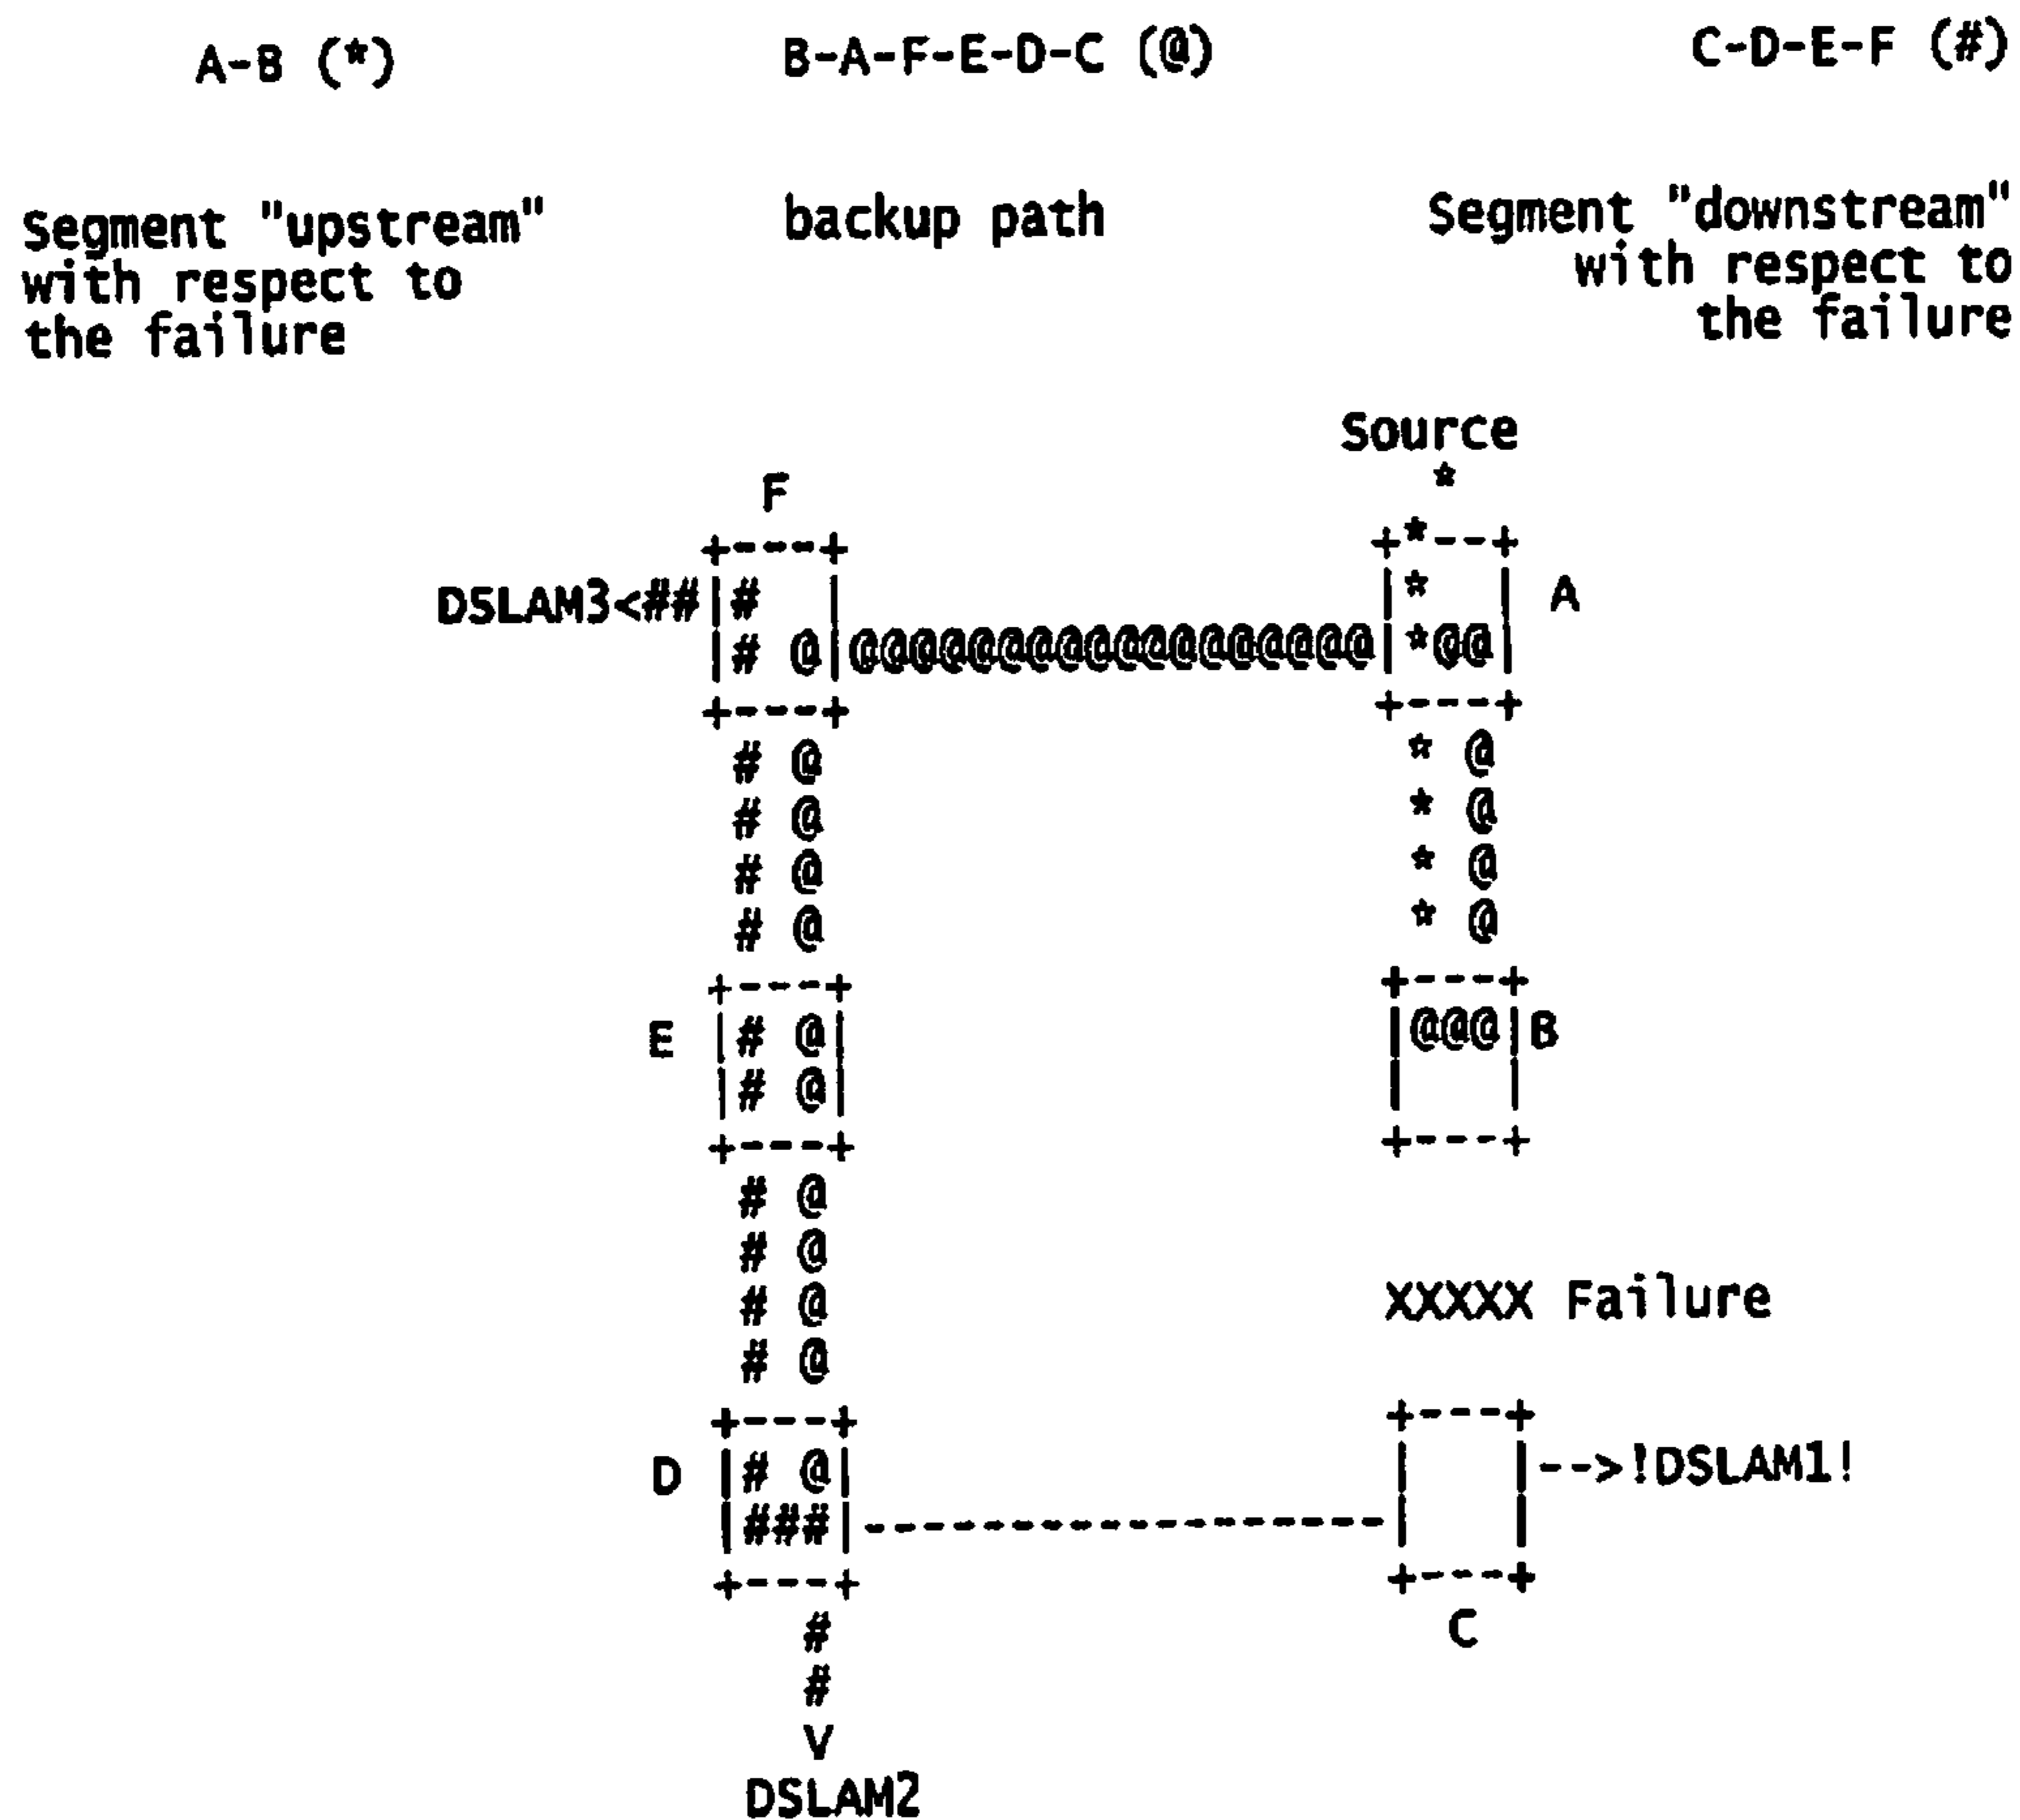 A-B (*)                    B-A-F-E-D-C (@)                 C-D-E-F (#)
Segment "upstream"         backup path          Segment "downstream"
with respect to                                      with respect to
the failure                                              the failure
                                             Source
                         F                      *
                       +---+                  +*--+
              DSLAM3<##|#  |                  |*  |  A
                       |# @|@@@@@@@@@@@@@@@@@@|*@@|
                       +---+                  +---+
                        # @                    * @
                        # @                    * @
                        # @                    * @
                        # @                    * @
                       +---+                  +---+
                     E |# @|                  |@@@|B
                       |# @|                  |   |
                       +---+                  +---+
                        # @
                        # @
                        # @                   XXXXX Failure
                        # @
                       +---+                  +---+
                     D |# @|                  |   |-->!DSLAM1!
                       |###|------------------|   |
                       +---+                  +---+
                          #                     C
                          #
                          V
                        DSLAM2